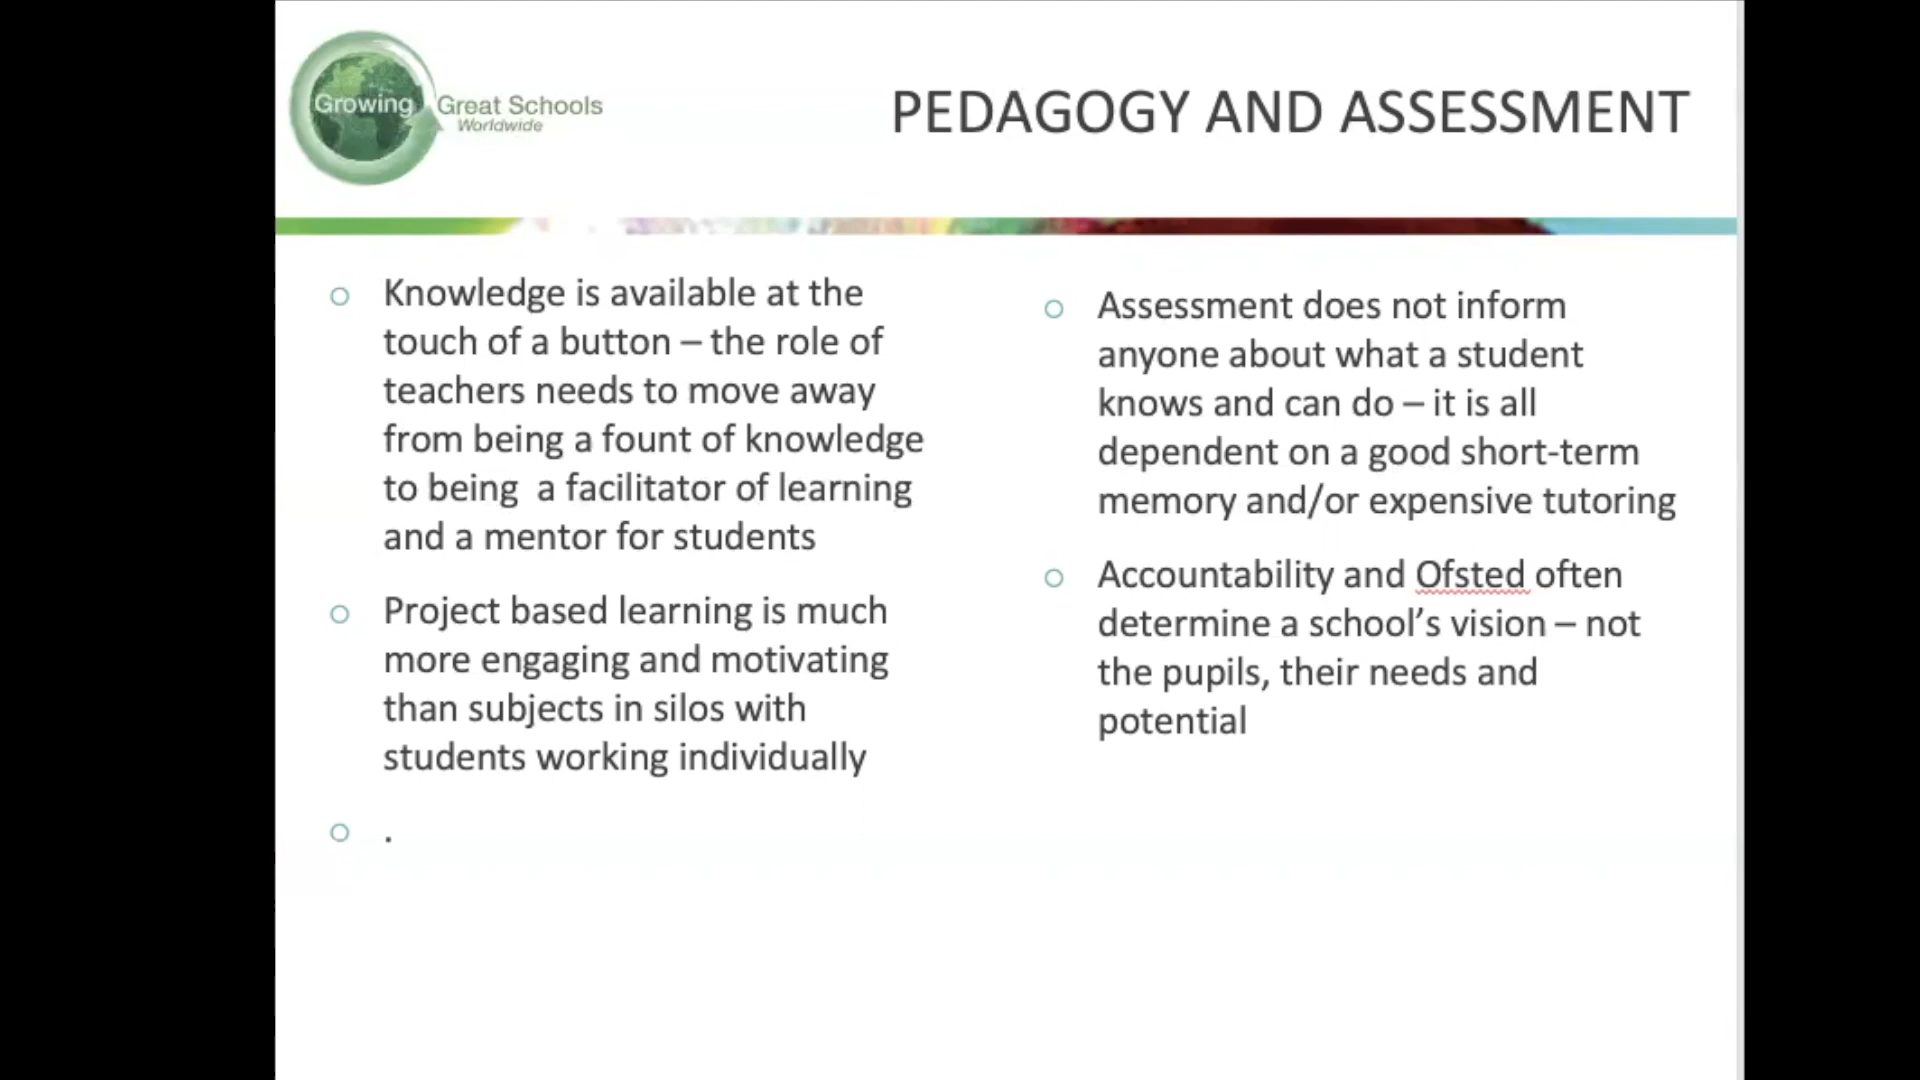 Growing Great Schools
Worldwide
PEDAGOGY AND ASSESSMENT
Knowledge is available at the
touch of a button – the role of
teachers needs to move away
from being a fount of knowledge
to being  a facilitator of learning
and a mentor for students
Project based learning is much
more engaging and motivating
than subjects in silos with
students working individually
.
Assessment does not inform
anyone about what a student
knows and can do – it is all
dependent on a good short-term
memory and/or expensive tutoring
Accountability and Ofsted often
determine a school’s vision – not
the pupils, their needs and
potential